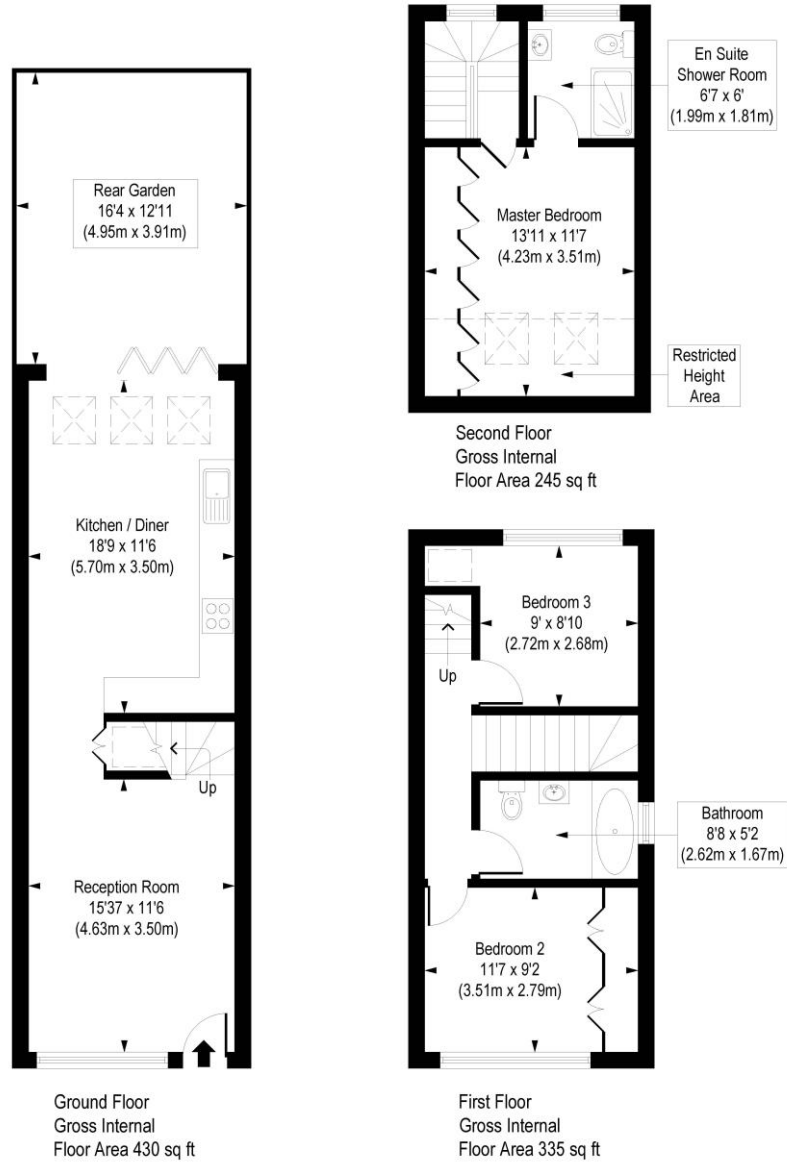 Rear Garden
16'4 x 12'11
(4.95m x 3.91m)
Kitchen / Diner
18'9 x 11'6
(5.70m x 3.50m)
Up
Reception Room
15'37 x 11'6
(4.63m x 3.50m)
Ground Floor
Gross Internal
Floor Area 430 sq ft
En Suite
Shower Room
6'7 x 6'
(1.99m x 1.81m)
Master Bedroom
13'11 x 11'7
(4.23m x 3.51m)
Restricted
Height
Area
Second Floor
Gross Internal
Floor Area 245 sq ft
Bedroom 3
9' x 8'10
(2.72m x 2.68m)
Up
Bathroom
8'8 x 5'2
(2.62m x 1.67m)
Bedroom 2
11'7 x 9'2
(3.51m x 2.79m)
First Floor
Gross Internal
Floor Area 335 sq ft